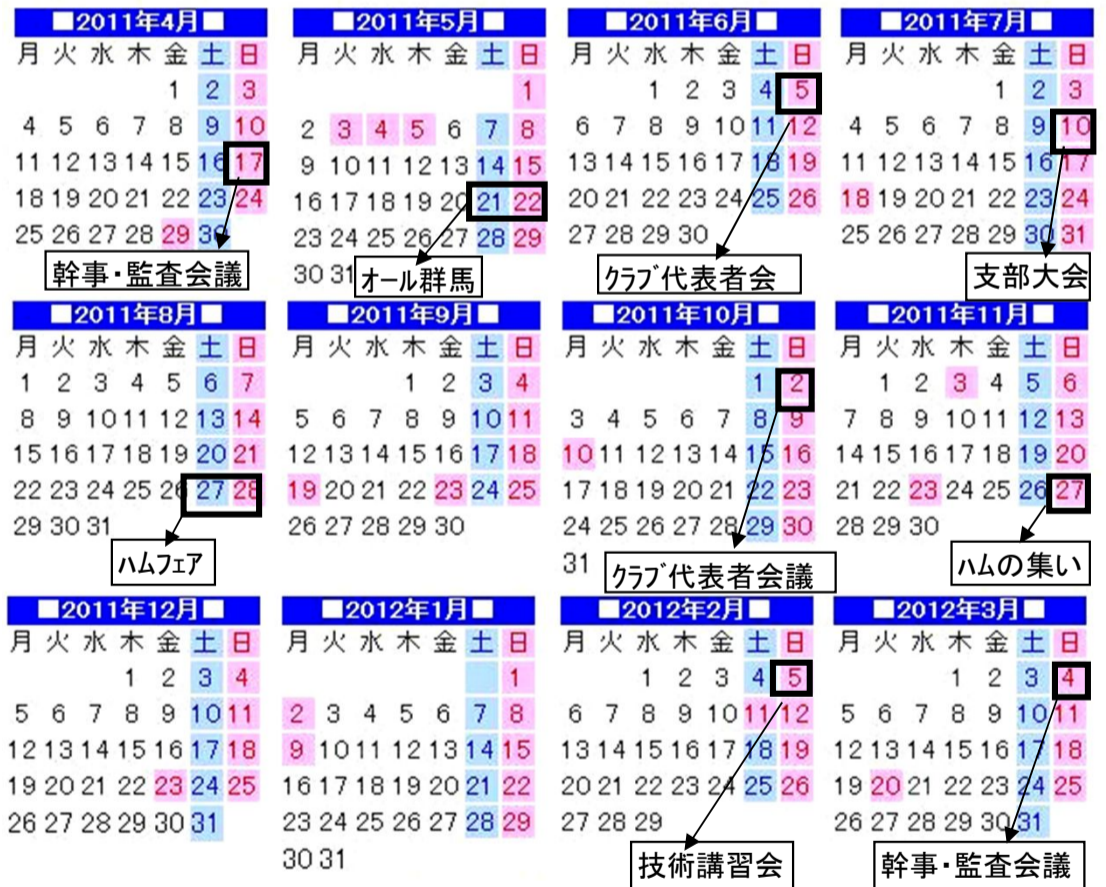 ■2011年4月■
月 火 水 木 金 土 日
1 2 3
4 5 6 7 8 9 10
11 12 13 14 15 16 17
18 19 20 21 22 23 24
25 26 27 28 29 30
幹事・監査会議
■2011年5月■
月 火 水 木 金 土 日
1
2 3 4 5 6 7 8
9 10 11 12 13 14 15
16 17 18 19 20 21 22
23 24 25 26 27 28 29
30 31
オール群馬
■2011年6月■
月 火 水 木 金 土 日
1 2 3 4 5
6 7 8 9 10 11 12
13 14 15 16 17 18 19
20 21 22 23 24 25 26
27 28 29 30
クラブ代表者会
■2011年7月■
月 火 水 木 金 土 日
1 2 3
4 5 6 7 8 9 10
11 12 13 14 15 16 17
18 19 20 21 22 23 24
25 26 27 28 29 30 31
支部大会
■2011年8月■
月 火 水 木 金 土 日
1 2 3 4 5 6 7
8 9 10 11 12 13 14
15 16 17 18 19 20 21
22 23 24 25 26 27 28
29 30 31
ハムフェア
■2011年9月■
月 火 水 木 金 土 日
1 2 3 4
5 6 7 8 9 10 11
12 13 14 15 16 17 18
19 20 21 22 23 24 25
26 27 28 29 30
■2011年10月■
月 火 水 木 金 土 日
1 2
3 4 5 6 7 8 9
10 11 12 13 14 15 16
17 18 19 20 21 22 23
24 25 26 27 28 29 30
31
クラブ代表者会議
■2011年11月■
月 火 水 木 金 土 日
1 2 3 4 5 6
7 8 9 10 11 12 13
14 15 16 17 18 19 20
21 22 23 24 25 26 27
28 29 30
ハムの集い
■2011年12月■
月 火 水 木 金 土 日
1 2 3 4
5 6 7 8 9 10 11
12 13 14 15 16 17 18
19 20 21 22 23 24 25
26 27 28 29 30 31
■2012年1月■
月 火 水 木 金 土 日
1
2 3 4 5 6 7 8
9 10 11 12 13 14 15
16 17 18 19 20 21 22
23 24 25 26 27 28 29
30 31
■2012年2月■
月 火 水 木 金 土 日
1 2 3 4 5
6 7 8 9 10 11 12
13 14 15 16 17 18 19
20 21 22 23 24 25 26
27 28 29
技術講習会
■2012年3月■
月 火 水 木 金 土 日
1 2 3 4
5 6 7 8 9 10 11
12 13 14 15 16 17 18
19 20 21 22 23 24 25
26 27 28 29 30 31
幹事・監査会議